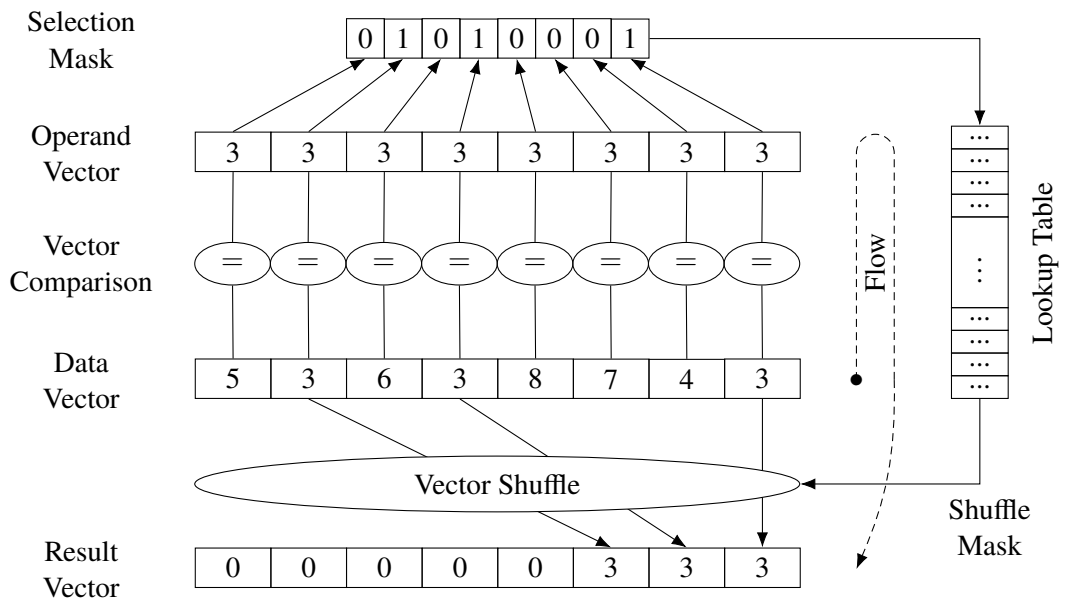 Selection
Mask
0 1 0 1 0 0 0 1
Operand
Vector
3 3 3 3 3 3 3 3
...
...
...
...
Vector
Comparison
= = = = = = = =
Flow
⋮
Lookup Table
...
...
...
...
Data
Vector
5 3 6 3 8 7 4 3
Vector Shuffle
Shuffle
Mask
Result
Vector
0 0 0 0 0 3 3 3